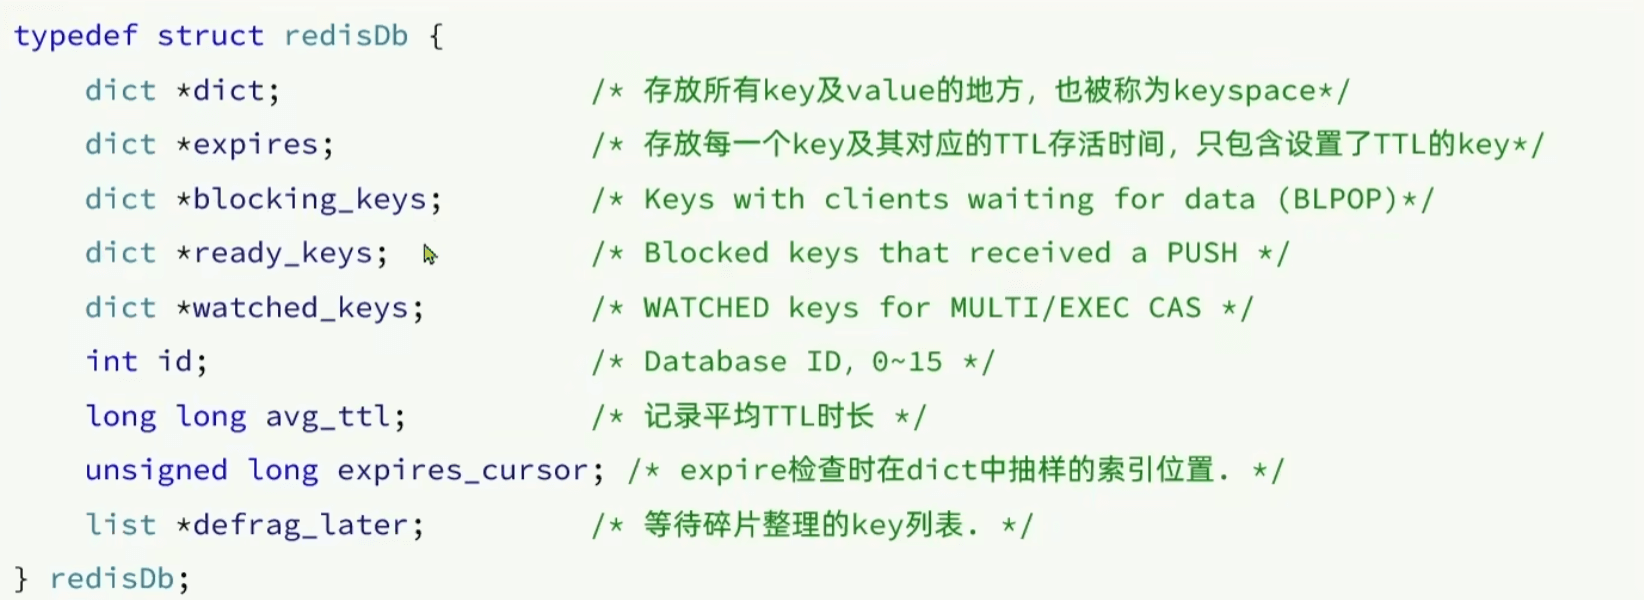 typedef struct redisDb {
    dict *dict;                 /* 存放所有key及value的地方，也被称为keyspace*/
    dict *expires;              /* 存放每一个key及其对应的TTL存活时间，只包含设置了TTL的key*/
    dict *blocking_keys;        /* Keys with clients waiting for data (BLPOP)*/
    dict *ready_keys;           /* Blocked keys that received a PUSH */
    dict *watched_keys;         /* WATCHED keys for MULTI/EXEC CAS */
    int id;                     /* Database ID, 0~15 */
    long long avg_ttl;          /* 记录平均TTL时长 */
    unsigned long expires_cursor; /* expire检查时在dict中抽样的索引位置. */
    list *defrag_later;         /* 等待碎片整理的key列表. */
} redisDb;